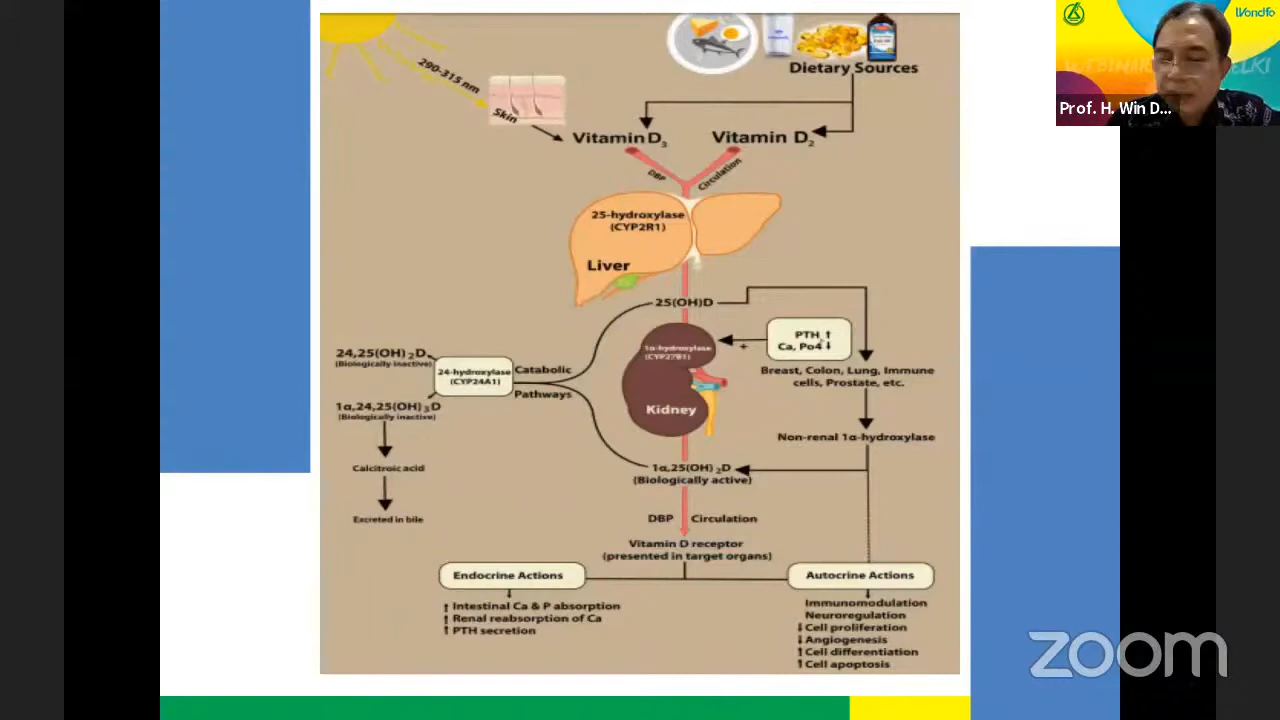 Wondfo
WEBINAR
Prof. H. Win D...
Dietary Sources
290-315 nm
Skin
Vitamin D3
Vitamin D2
DBP
Circulation
25-hydroxylase
(CYP2R1)
Liver
25(OH)D
PTH ↑
Ca, Po4 ↓
+
1α-hydroxylase
(CYP27B1)
Kidney
Breast, Colon, Lung, Immune
cells, Prostate, etc.
Non-renal 1α-hydroxylase
24,25(OH)2D
(Biologically inactive)
24-hydroxylase
(CYP24A1)
Catabolic
Pathways
1α,24,25(OH)3D
(Biologically inactive)
Calcitroic acid
Excreted in bile
1α,25(OH)2D
(Biologically active)
DBP Circulation
Vitamin D receptor
(presented in target organs)
Endocrine Actions
↑ Intestinal Ca & P absorption
↑ Renal reabsorption of Ca
↑ PTH secretion
Autocrine Actions
Immunomodulation
Neuroregulation
↓ Cell proliferation
↓ Angiogenesis
↑ Cell differentiation
↑ Cell apoptosis
zoom